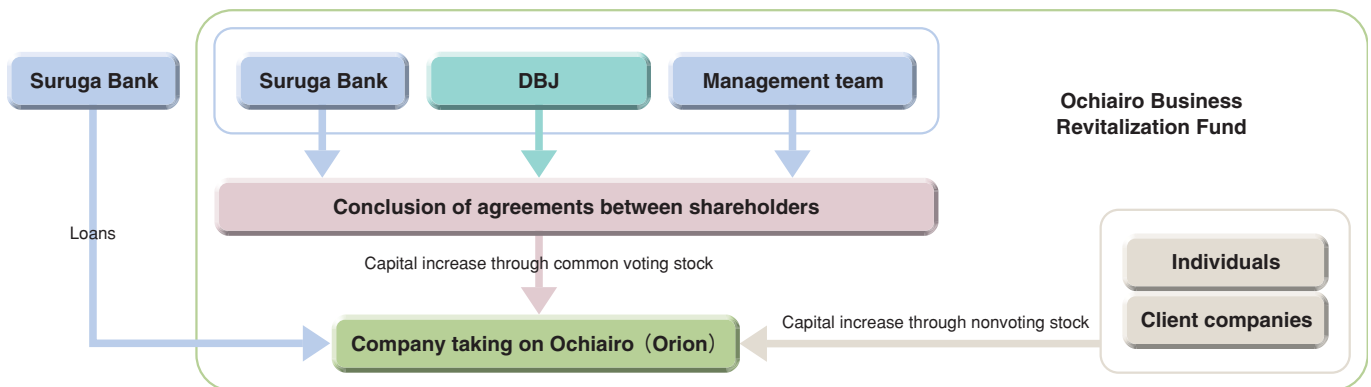 Suruga Bank
Suruga Bank
DBJ
Management team
Ochiairo Business
Revitalization Fund
Conclusion of agreements between shareholders
Loans
Capital increase through common voting stock
Individuals
Client companies
Capital increase through nonvoting stock
Company taking on Ochiairo（Orion）